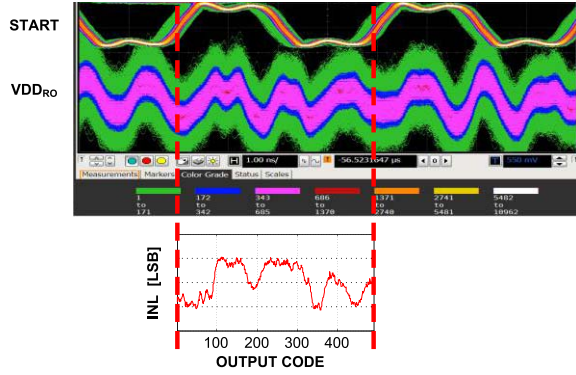 START
VDDRO
H 1.00 ns/ T -56.5231647 µs 0 T 550 mV
Measurements Markers Color Grade Status Scales
1 172 343 686 1371 2741 5482
to to to to to to to
171 342 685 1370 2740 5481 10962
INL [LSB]
100 200 300 400
OUTPUT CODE